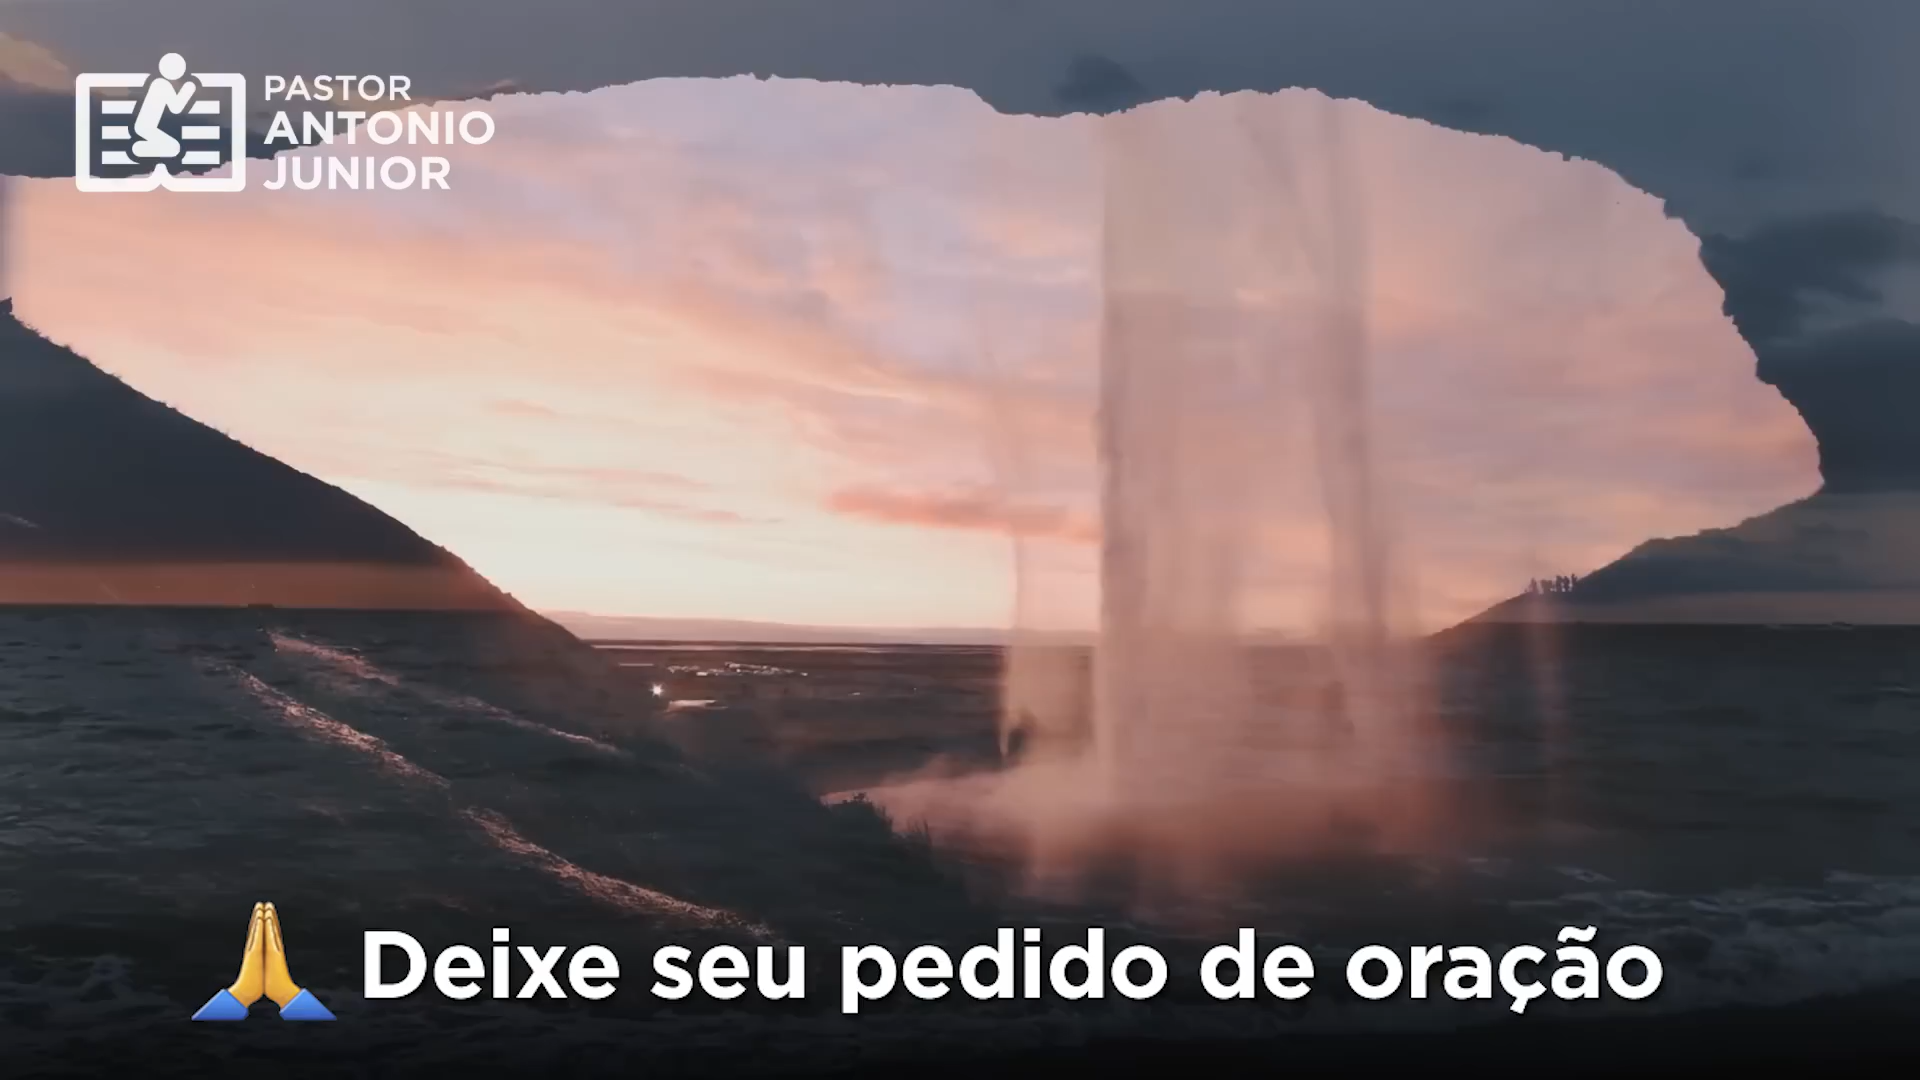 PASTOR
ANTONIO
JUNIOR
🙏 Deixe seu pedido de oração